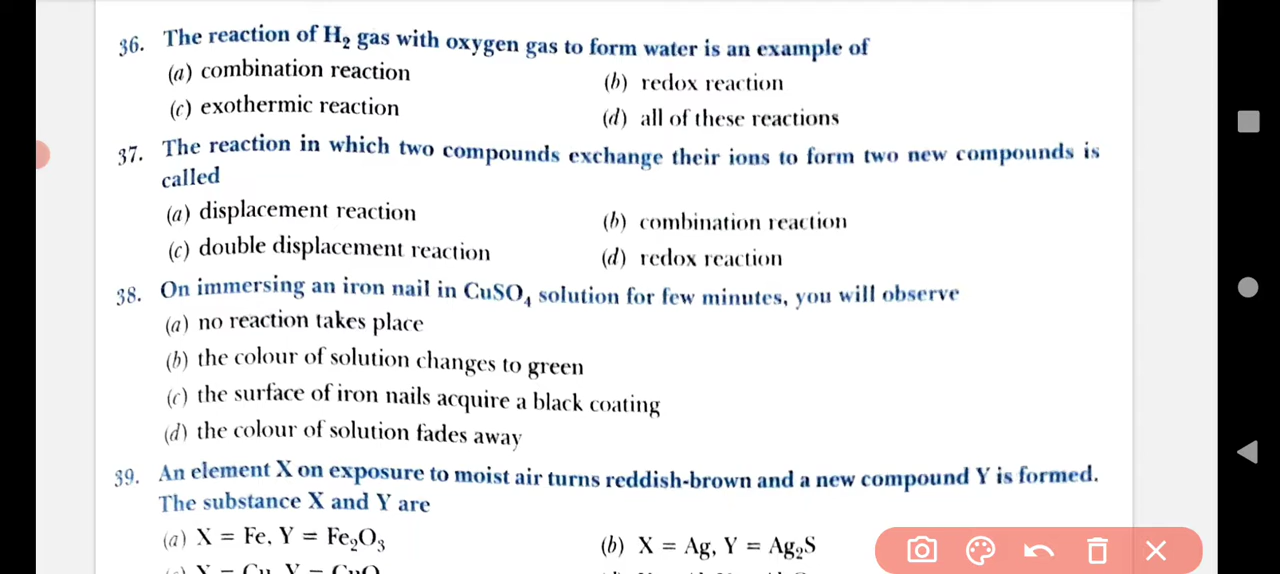 36. The reaction of H₂ gas with oxygen gas to form water is an example of
(a) combination reaction
(b) redox reaction
(c) exothermic reaction
(d) all of these reactions
37. The reaction in which two compounds exchange their ions to form two new compounds is
called
(a) displacement reaction
(b) combination reaction
(c) double displacement reaction
(d) redox reaction
38. On immersing an iron nail in CuSO₄ solution for few minutes, you will observe
(a) no reaction takes place
(b) the colour of solution changes to green
(c) the surface of iron nails acquire a black coating
(d) the colour of solution fades away
39. An element X on exposure to moist air turns reddish-brown and a new compound Y is formed.
The substance X and Y are
(a) X = Fe, Y = Fe₂O₃
(b) X = Ag, Y = Ag₂S